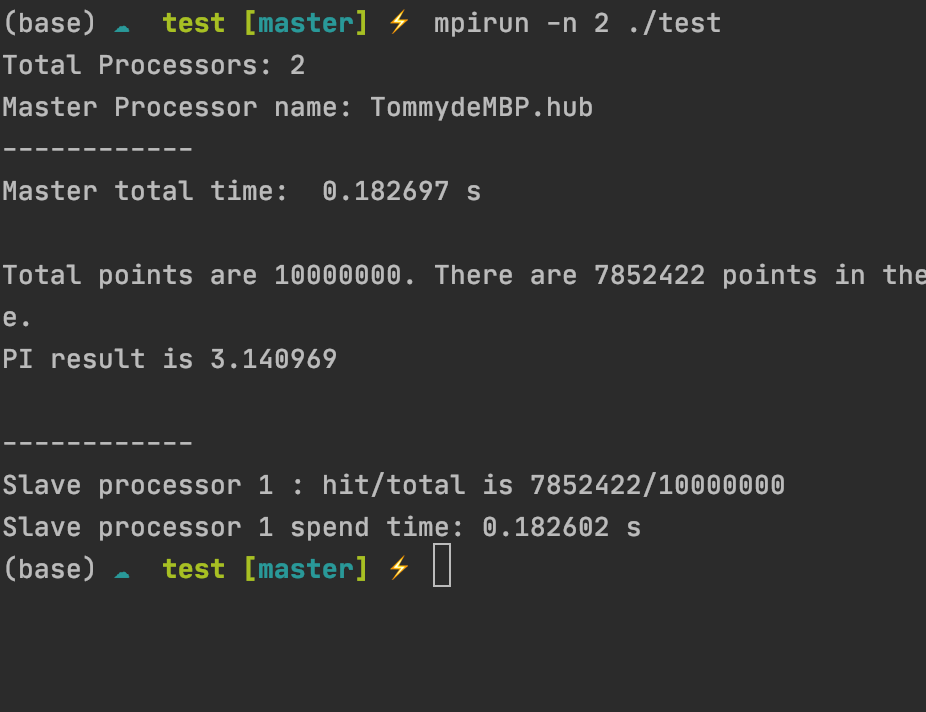 (base) ☁ test [master] ⚡ mpirun -n 2 ./test
Total Processors: 2
Master Processor name: TommydeMBP.hub
------------
Master total time:  0.182697 s
Total points are 10000000. There are 7852422 points in the
e.
PI result is 3.140969
------------
Slave processor 1 : hit/total is 7852422/10000000
Slave processor 1 spend time: 0.182602 s
(base) ☁ test [master] ⚡